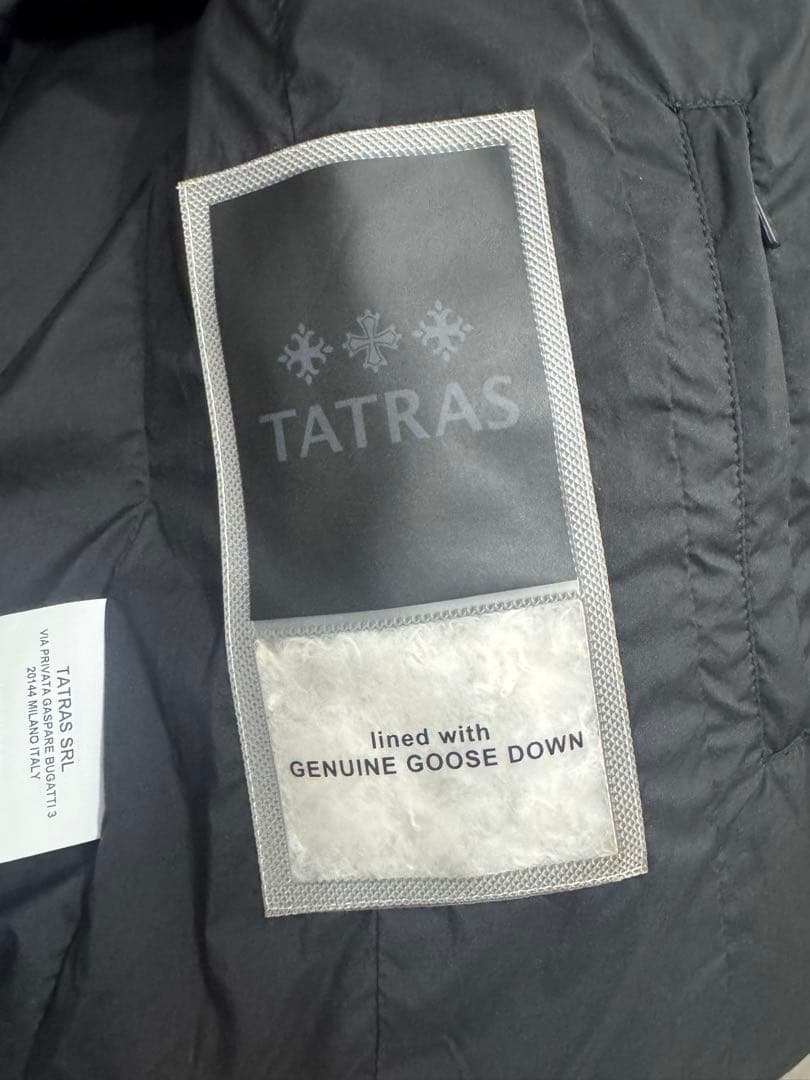 TATRAS
lined with
GENUINE GOOSE DOWN
TATRAS SRL
VIA PRIVATA GASPARE BUGATTI 3
20144 MILANO ITALY